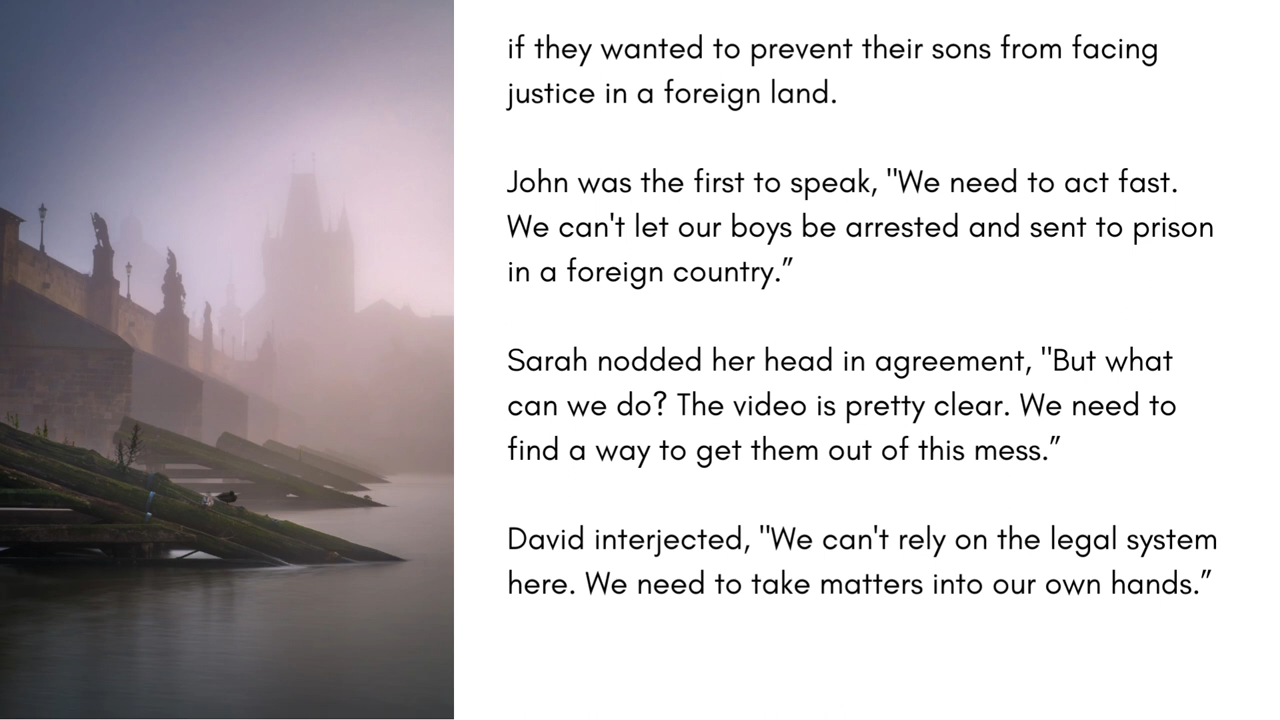 if they wanted to prevent their sons from facing
justice in a foreign land.
John was the first to speak, "We need to act fast.
We can't let our boys be arrested and sent to prison
in a foreign country.”
Sarah nodded her head in agreement, "But what
can we do? The video is pretty clear. We need to
find a way to get them out of this mess.”
David interjected, "We can't rely on the legal system
here. We need to take matters into our own hands.”